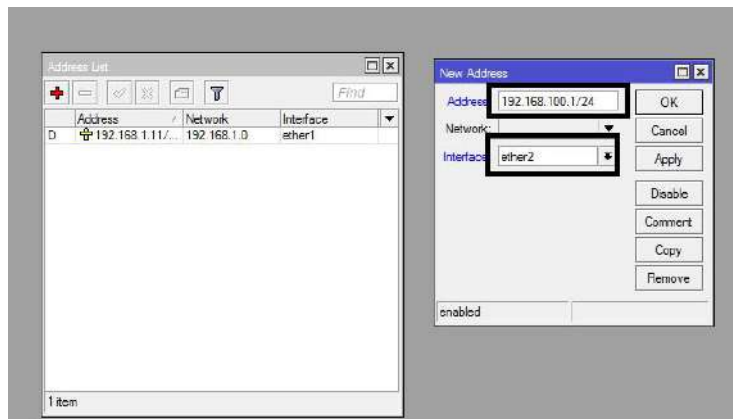 Address List
Find
Address Network Interface
D 192.168.1.11/... 192.168.1.0 ether1
1 item
New Address
Address: 192.168.100.1/24
Network:
Interface: ether2
OK
Cancel
Apply
Disable
Comment
Copy
Remove
enabled